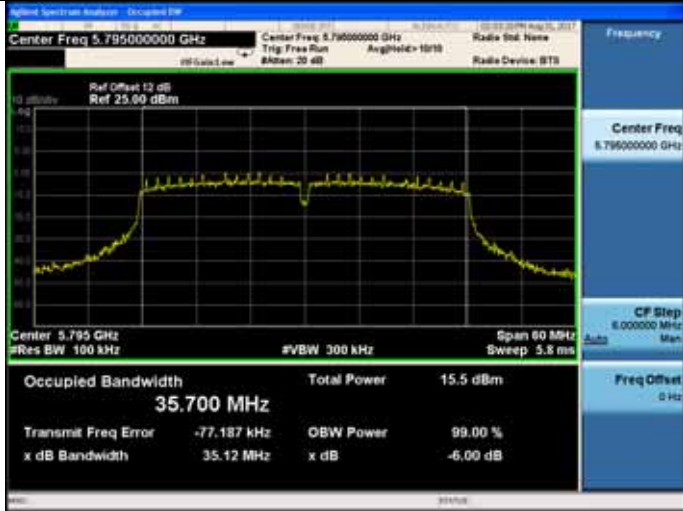 Agilent Spectrum Analyzer - Occupied BW
Center Freq 5.795000000 GHz
Center Freq: 5.795000000 GHz
Trig: Free Run
Avg|Hold:> 10/10
#IFGain:Low
#Atten: 20 dB
Radio Std: None
Radio Device: BTS
Frequency
Ref Offset 12 dB
10 dB/div
Ref 25.00 dBm
Log
Center Freq
5.795000000 GHz
Center 5.795 GHz
Span 60 MHz
#Res BW 100 kHz
#VBW 300 kHz
Sweep 5.8 ms
CF Step
6.000000 MHz
Auto
Man
Occupied Bandwidth
35.700 MHz
Total Power
15.5 dBm
Freq Offset
0 Hz
Transmit Freq Error
-77.187 kHz
OBW Power
99.00 %
x dB Bandwidth
35.12 MHz
x dB
-6.00 dB
MSG
STATUS